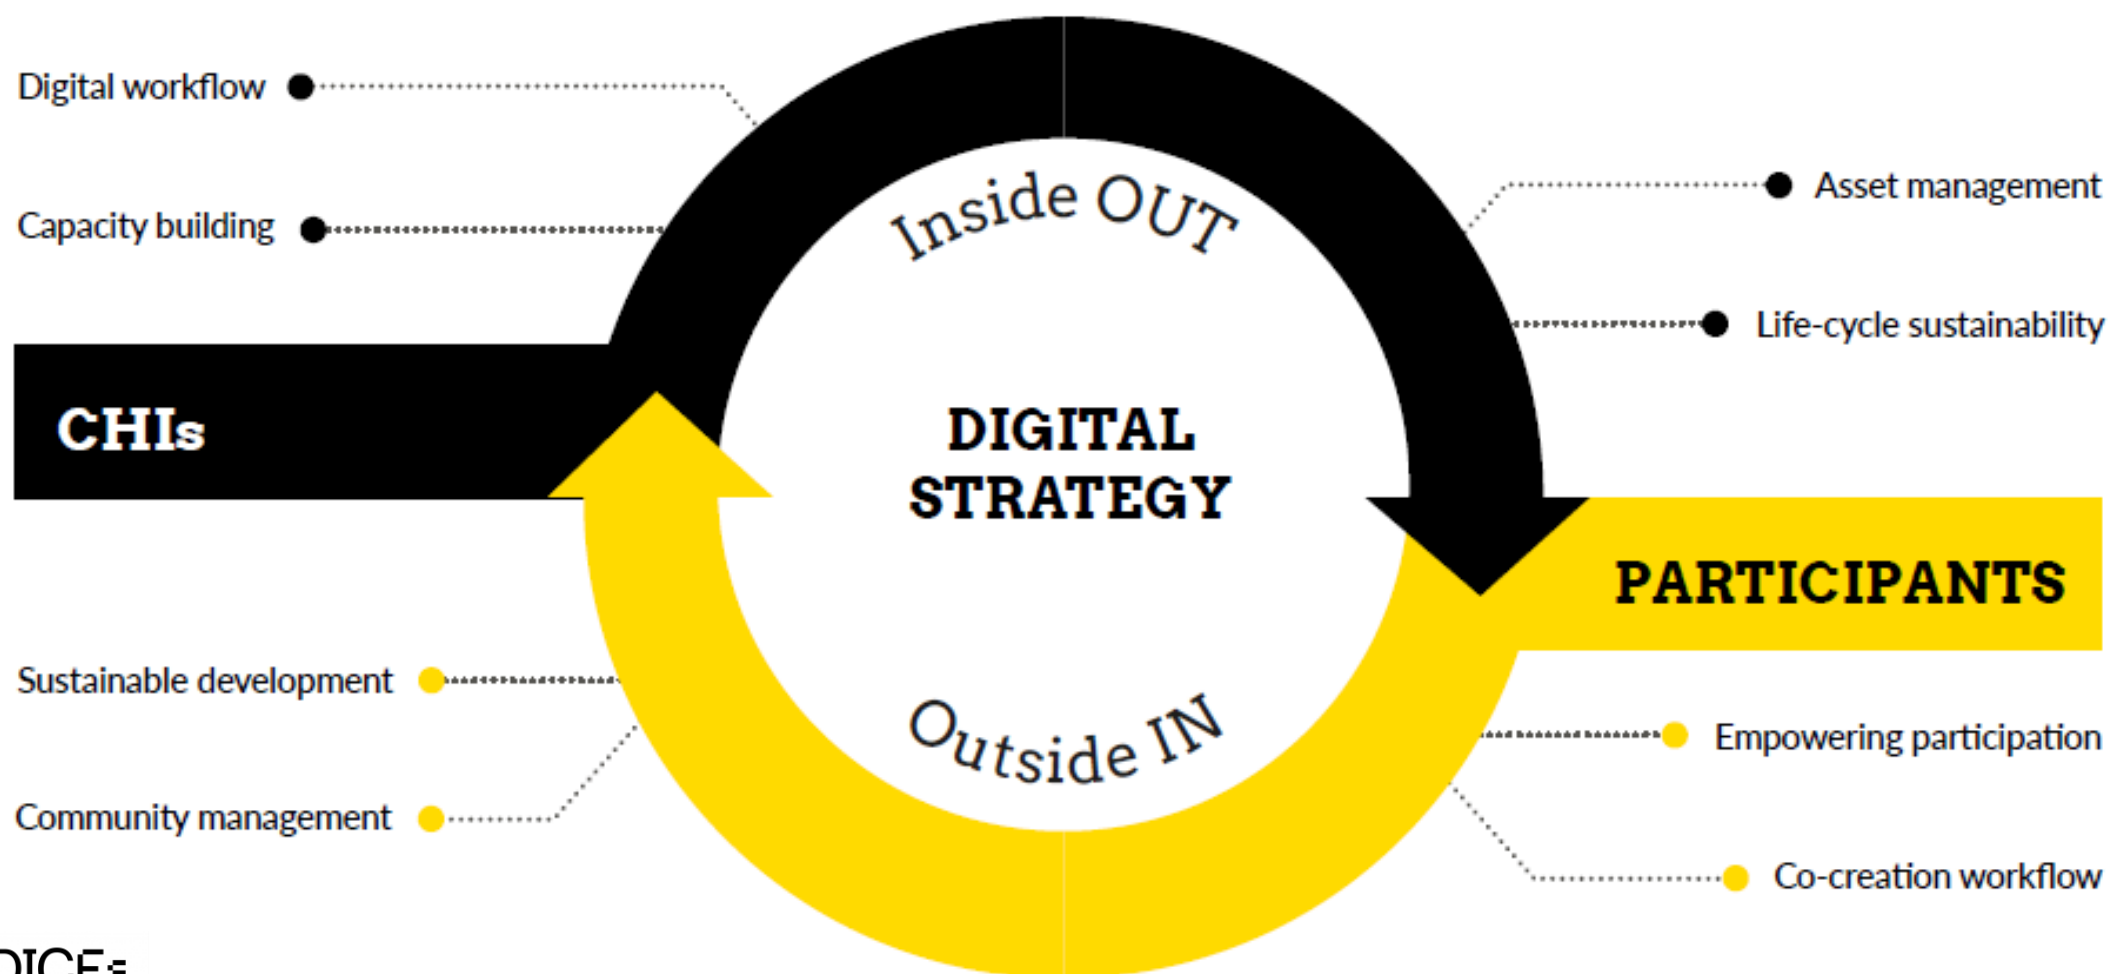 Digital workflow
Capacity building
Asset management
Life-cycle sustainability
Inside OUT
CHIs
DIGITAL
STRATEGY
PARTICIPANTS
Outside IN
Sustainable development
Community management
Empowering participation
Co-creation workflow